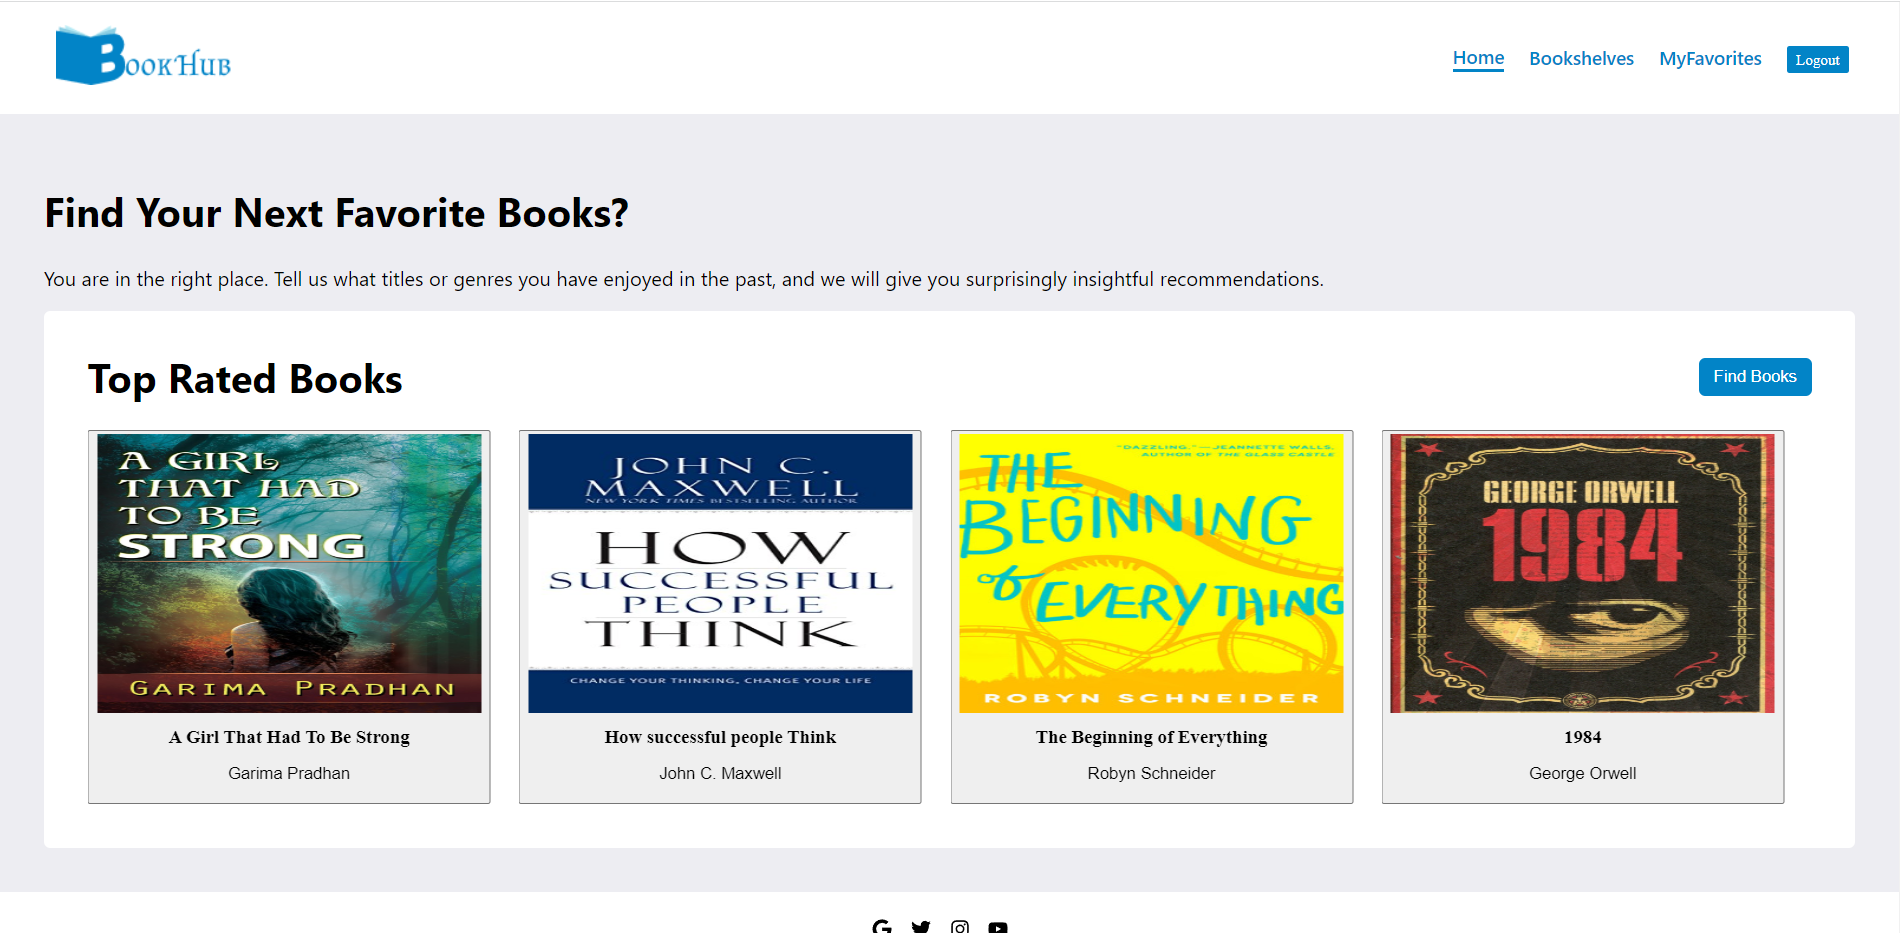 BookHub
Home Bookshelves MyFavorites Logout
Find Your Next Favorite Books?
You are in the right place. Tell us what titles or genres you have enjoyed in the past, and we will give you surprisingly insightful recommendations.
Top Rated Books
Find Books
A GIRL
THAT HAD
TO BE
STRONG
GARIMA PRADHAN
A Girl That Had To Be Strong
Garima Pradhan
JOHN C.
MAXWELL
NEW YORK TIMES BESTSELLING AUTHOR
HOW
SUCCESSFUL
PEOPLE
THINK
CHANGE YOUR THINKING, CHANGE YOUR LIFE
How successful people Think
John C. Maxwell
"DAZZLING."—JEANNETTE WALLS,
AUTHOR OF THE GLASS CASTLE
THE
BEGINNING
of
EVERYTHING
ROBYN SCHNEIDER
The Beginning of Everything
Robyn Schneider
GEORGE ORWELL
1984
1984
George Orwell